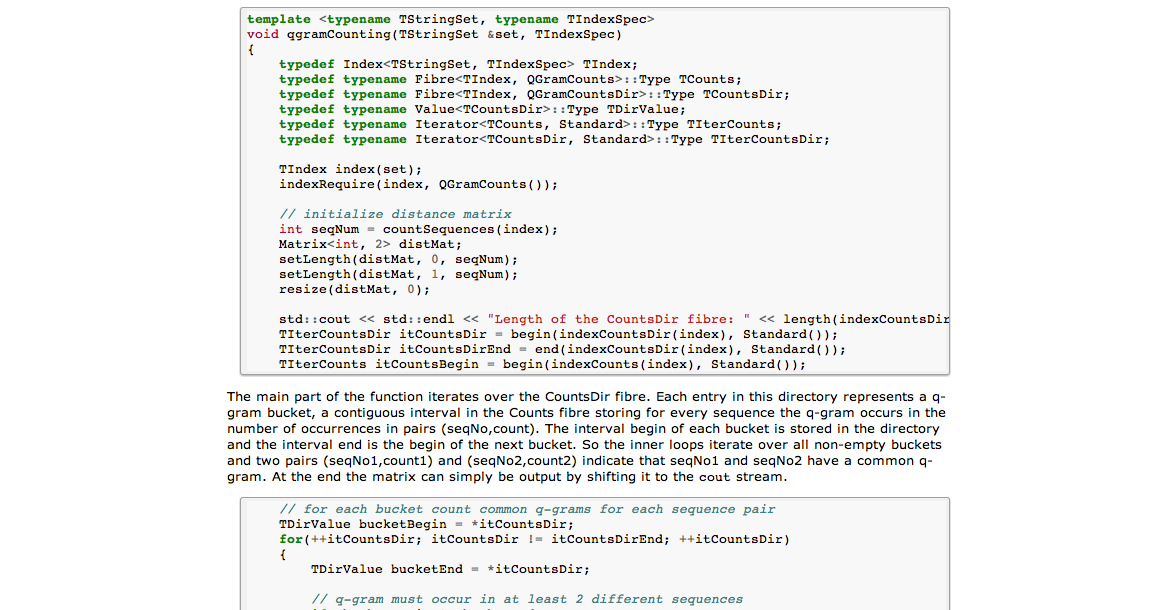 template <typename TStringSet, typename TIndexSpec>
void qgramCounting(TStringSet &set, TIndexSpec)
{
    typedef Index<TStringSet, TIndexSpec> TIndex;
    typedef typename Fibre<TIndex, QGramCounts>::Type TCounts;
    typedef typename Fibre<TIndex, QGramCountsDir>::Type TCountsDir;
    typedef typename Value<TCountsDir>::Type TDirValue;
    typedef typename Iterator<TCounts, Standard>::Type TIterCounts;
    typedef typename Iterator<TCountsDir, Standard>::Type TIterCountsDir;

    TIndex index(set);
    indexRequire(index, QGramCounts());

    // initialize distance matrix
    int seqNum = countSequences(index);
    Matrix<int, 2> distMat;
    setLength(distMat, 0, seqNum);
    setLength(distMat, 1, seqNum);
    resize(distMat, 0);

    std::cout << std::endl << "Length of the CountsDir fibre: " << length(indexCountsDir
    TIterCountsDir itCountsDir = begin(indexCountsDir(index), Standard());
    TIterCountsDir itCountsDirEnd = end(indexCountsDir(index), Standard());
    TIterCounts itCountsBegin = begin(indexCounts(index), Standard());
The main part of the function iterates over the CountsDir fibre. Each entry in this directory represents a q-
gram bucket, a contiguous interval in the Counts fibre storing for every sequence the q-gram occurs in the
number of occurrences in pairs (seqNo,count). The interval begin of each bucket is stored in the directory
and the interval end is the begin of the next bucket. So the inner loops iterate over all non-empty buckets
and two pairs (seqNo1,count1) and (seqNo2,count2) indicate that seqNo1 and seqNo2 have a common q-
gram. At the end the matrix can simply be output by shifting it to the cout stream.
    // for each bucket count common q-grams for each sequence pair
    TDirValue bucketBegin = *itCountsDir;
    for(++itCountsDir; itCountsDir != itCountsDirEnd; ++itCountsDir)
    {
        TDirValue bucketEnd = *itCountsDir;

        // q-gram must occur in at least 2 different sequences